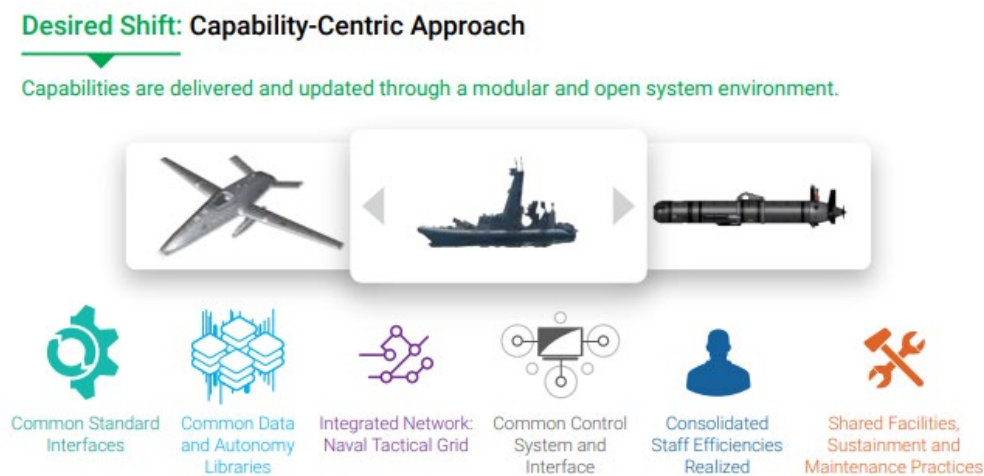 Desired Shift: Capability-Centric Approach
Capabilities are delivered and updated through a modular and open system environment.
Common Standard
Interfaces
Common Data
and Autonomy
Libraries
Integrated Network:
Naval Tactical Grid
Common Control
System and
Interface
Consolidated
Staff Efficiencies
Realized
Shared Facilities,
Sustainment and
Maintenance Practices